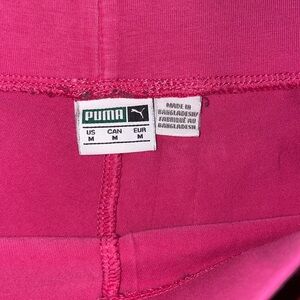 PUMA
US CAN EUR
M M M
MADE IN
BANGLADESH/
FABRIQUÉ AU
BANGLADESH